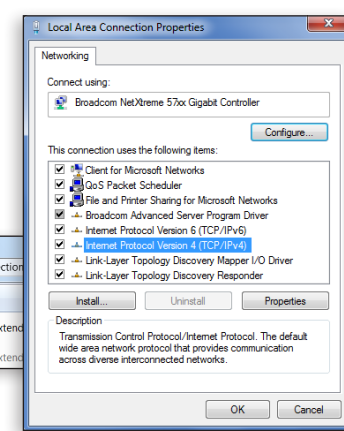 Local Area Connection Properties
Networking
Connect using:
Broadcom NetXtreme 57xx Gigabit Controller
Configure...
This connection uses the following items:
Client for Microsoft Networks
QoS Packet Scheduler
File and Printer Sharing for Microsoft Networks
Broadcom Advanced Server Program Driver
Internet Protocol Version 6 (TCP/IPv6)
Internet Protocol Version 4 (TCP/IPv4)
Link-Layer Topology Discovery Mapper I/O Driver
Link-Layer Topology Discovery Responder
Install...
Uninstall
Properties
Description
Transmission Control Protocol/Internet Protocol. The default
wide area network protocol that provides communication
across diverse interconnected networks.
OK
Cancel